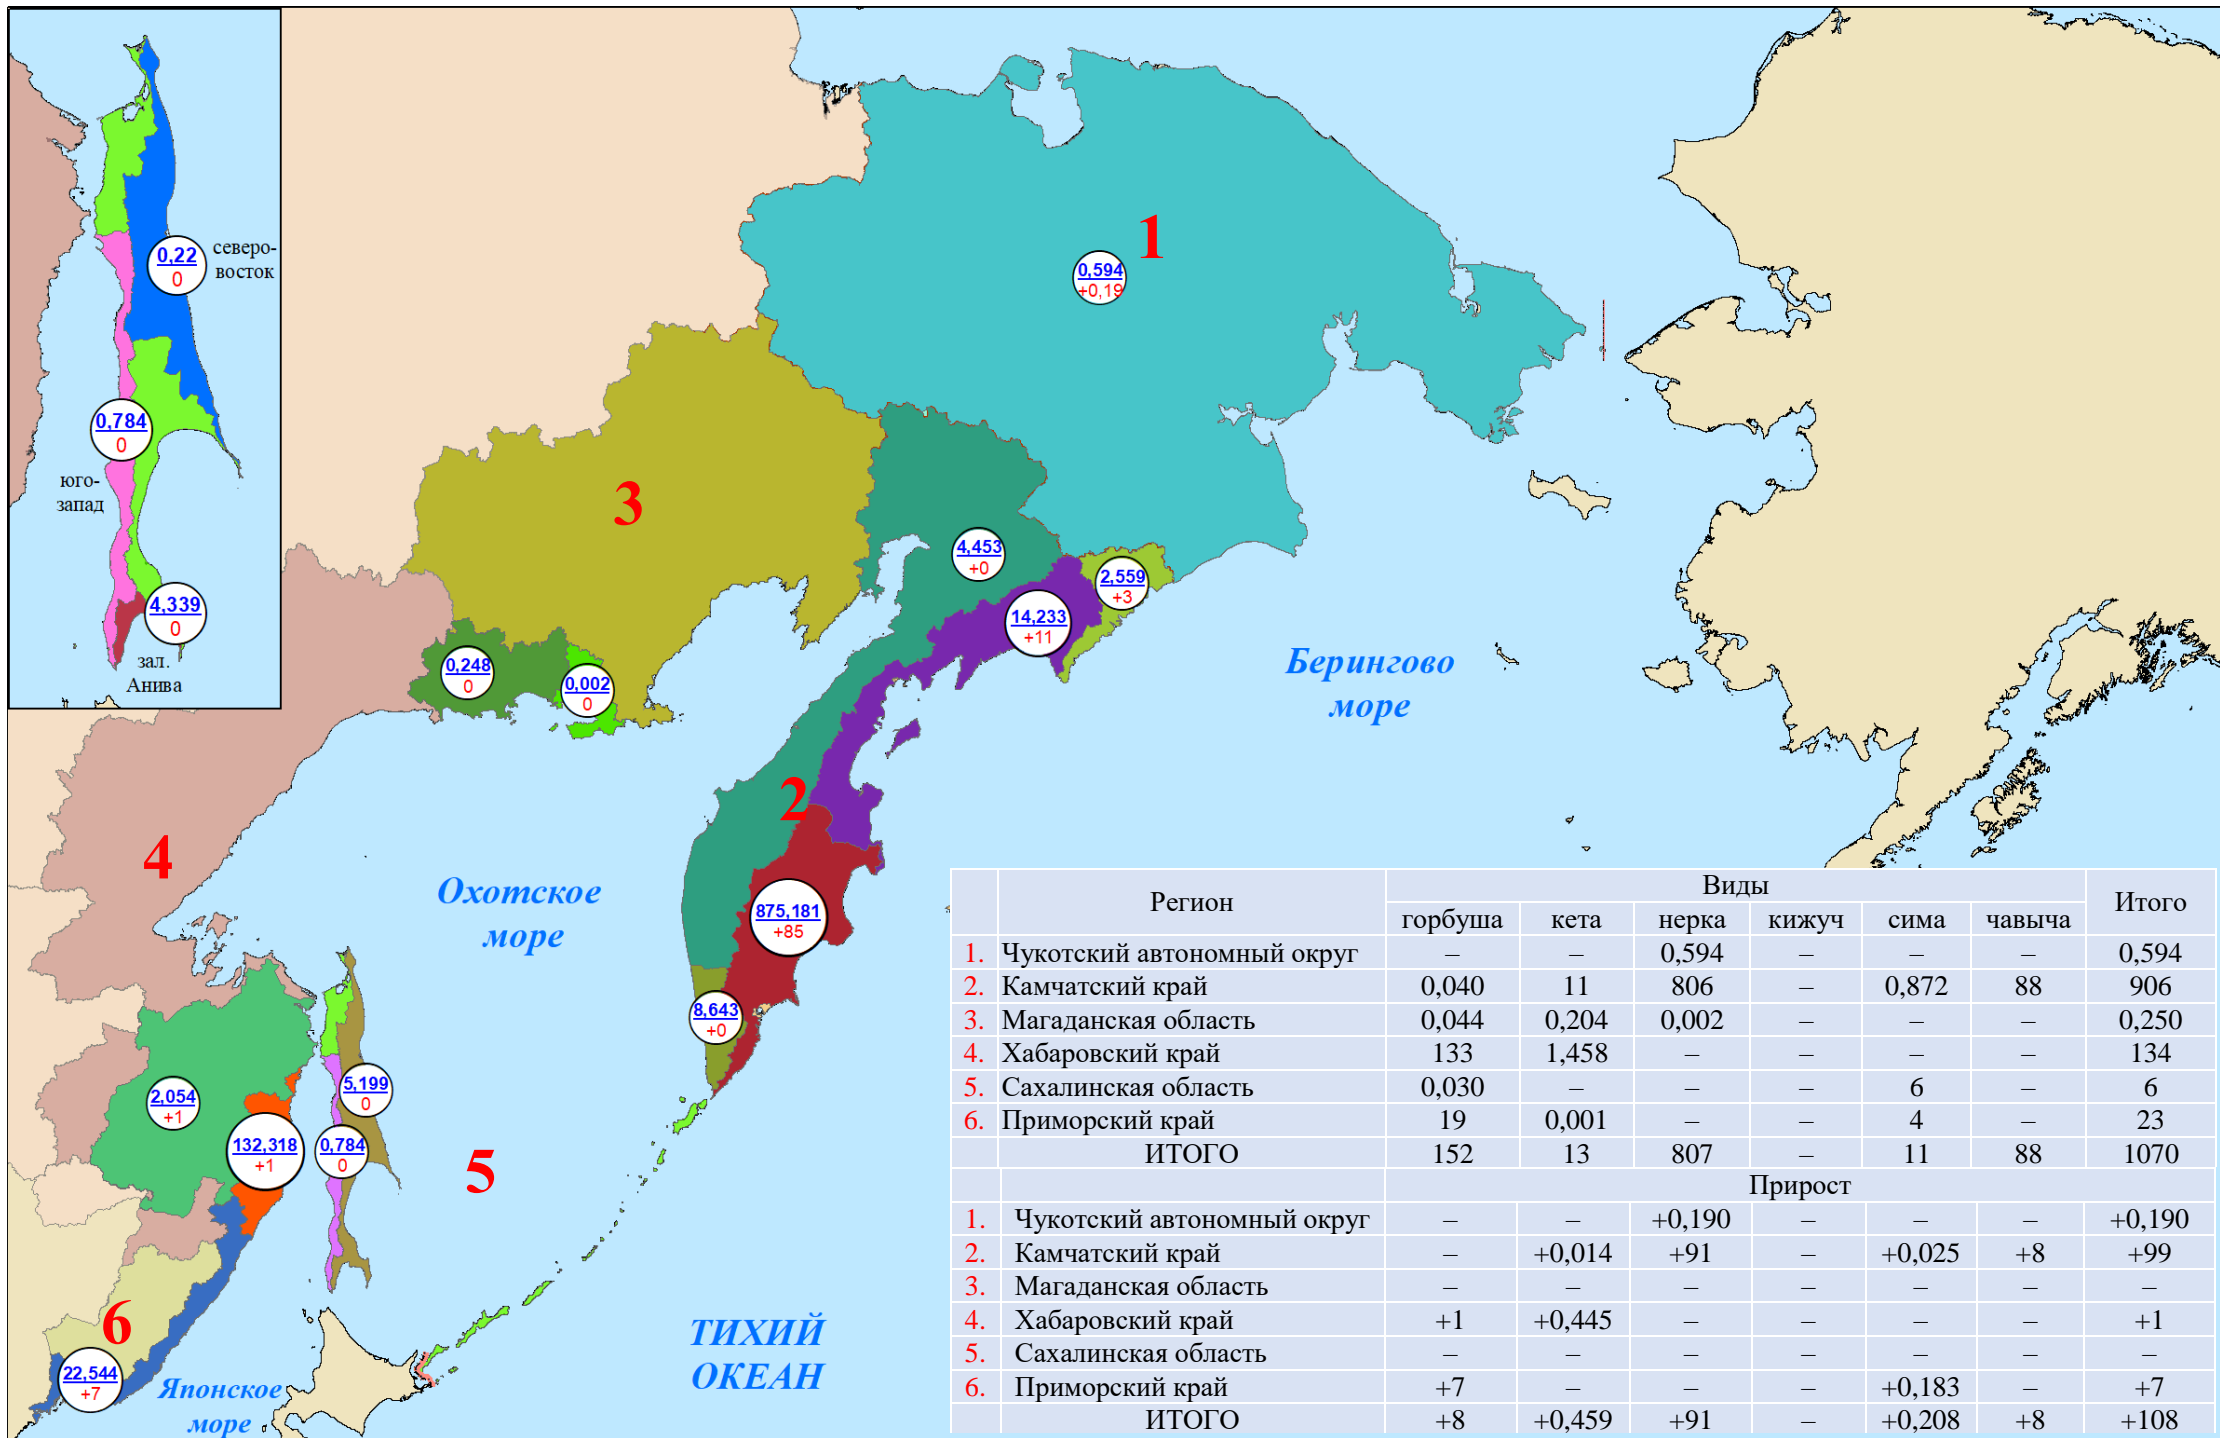 0,22
0
северо-
восток
0,784
0
юго-
запад
4,339
0
зал.
Анива
1
0,594
+0,19
3
4,453
+0
2,559
+3
14,233
+11
0,248
0
0,002
0
Берингово
море
2
4
Охотское
море
875,181
+85
8,643
+0
2,054
+1
5,199
0
132,318
+1
0,784
0
5
6
22,544
+7
Японское
море
ТИХИЙ
ОКЕАН
Регион Виды Итого
горбуша кета нерка кижуч сима чавыча
1. Чукотский автономный округ – – 0,594 – – – 0,594
2. Камчатский край 0,040 11 806 – 0,872 88 906
3. Магаданская область 0,044 0,204 0,002 – – – 0,250
4. Хабаровский край 133 1,458 – – – – 134
5. Сахалинская область 0,030 – – – 6 – 6
6. Приморский край 19 0,001 – – 4 – 23
ИТОГО 152 13 807 – 11 88 1070
Прирост
1. Чукотский автономный округ – – +0,190 – – – +0,190
2. Камчатский край – +0,014 +91 – +0,025 +8 +99
3. Магаданская область – – – – – – –
4. Хабаровский край +1 +0,445 – – – – +1
5. Сахалинская область – – – – – – –
6. Приморский край +7 – – – +0,183 – +7
ИТОГО +8 +0,459 +91 – +0,208 +8 +108